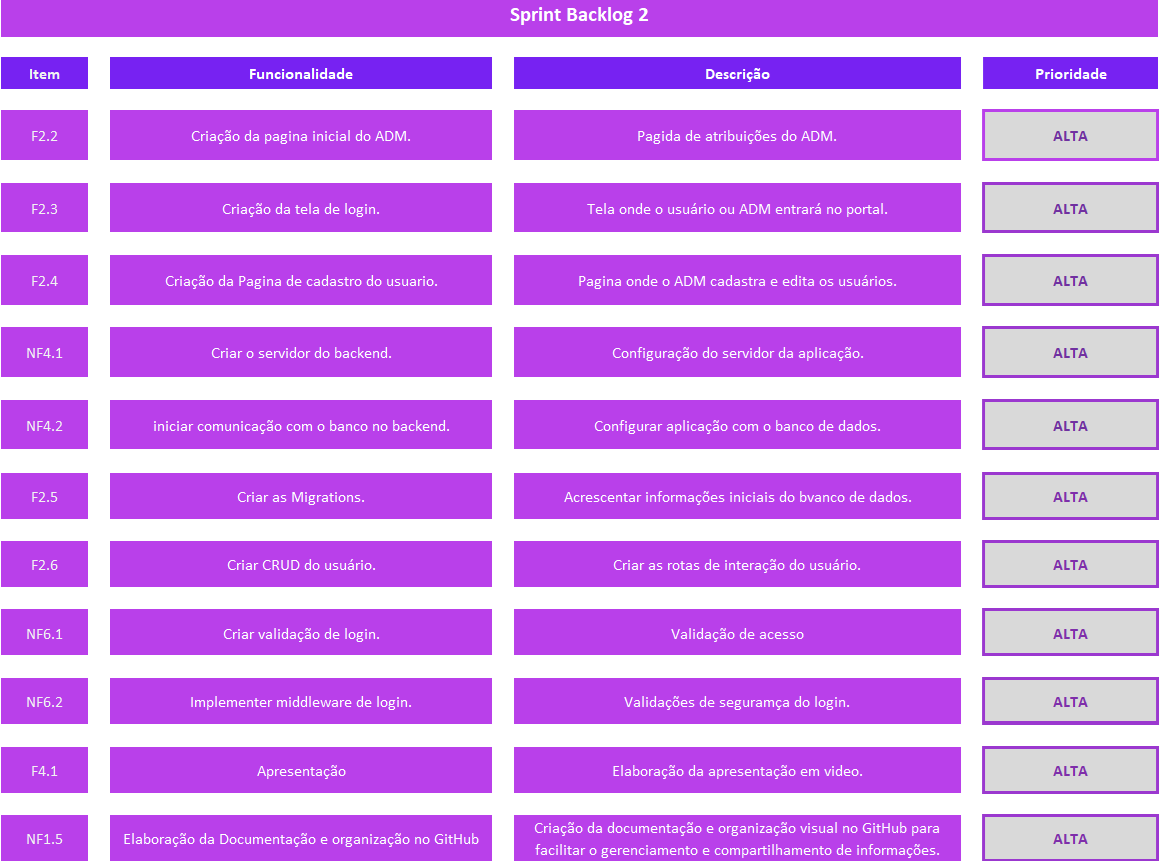 Sprint Backlog 2
Item Funcionalidade Descrição Prioridade
F2.2 Criação da pagina inicial do ADM. Pagida de atribuições do ADM. ALTA
F2.3 Criação da tela de login. Tela onde o usuário ou ADM entrará no portal. ALTA
F2.4 Criação da Pagina de cadastro do usuario. Pagina onde o ADM cadastra e edita os usuários. ALTA
NF4.1 Criar o servidor do backend. Configuração do servidor da aplicação. ALTA
NF4.2 iniciar comunicação com o banco no backend. Configurar aplicação com o banco de dados. ALTA
F2.5 Criar as Migrations. Acrescentar informações iniciais do bvanco de dados. ALTA
F2.6 Criar CRUD do usuário. Criar as rotas de interação do usuário. ALTA
NF6.1 Criar validação de login. Validação de acesso ALTA
NF6.2 Implementer middleware de login. Validações de seguramça do login. ALTA
F4.1 Apresentação Elaboração da apresentação em video. ALTA
NF1.5 Elaboração da Documentação e organização no GitHub Criação da documentação e organização visual no GitHub para
facilitar o gerenciamento e compartilhamento de informações. ALTA